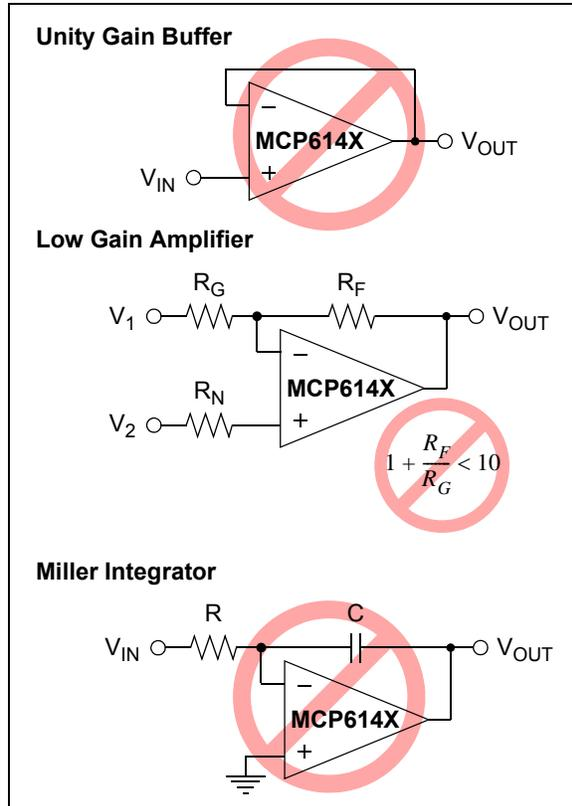 Unity Gain Buffer
−
MCP614X
V_OUT
V_IN
+
Low Gain Amplifier
R_G
R_F
V_1
V_OUT
−
MCP614X
R_N
V_2
+
1 + R_F/R_G < 10
Miller Integrator
R
C
V_IN
V_OUT
−
MCP614X
+